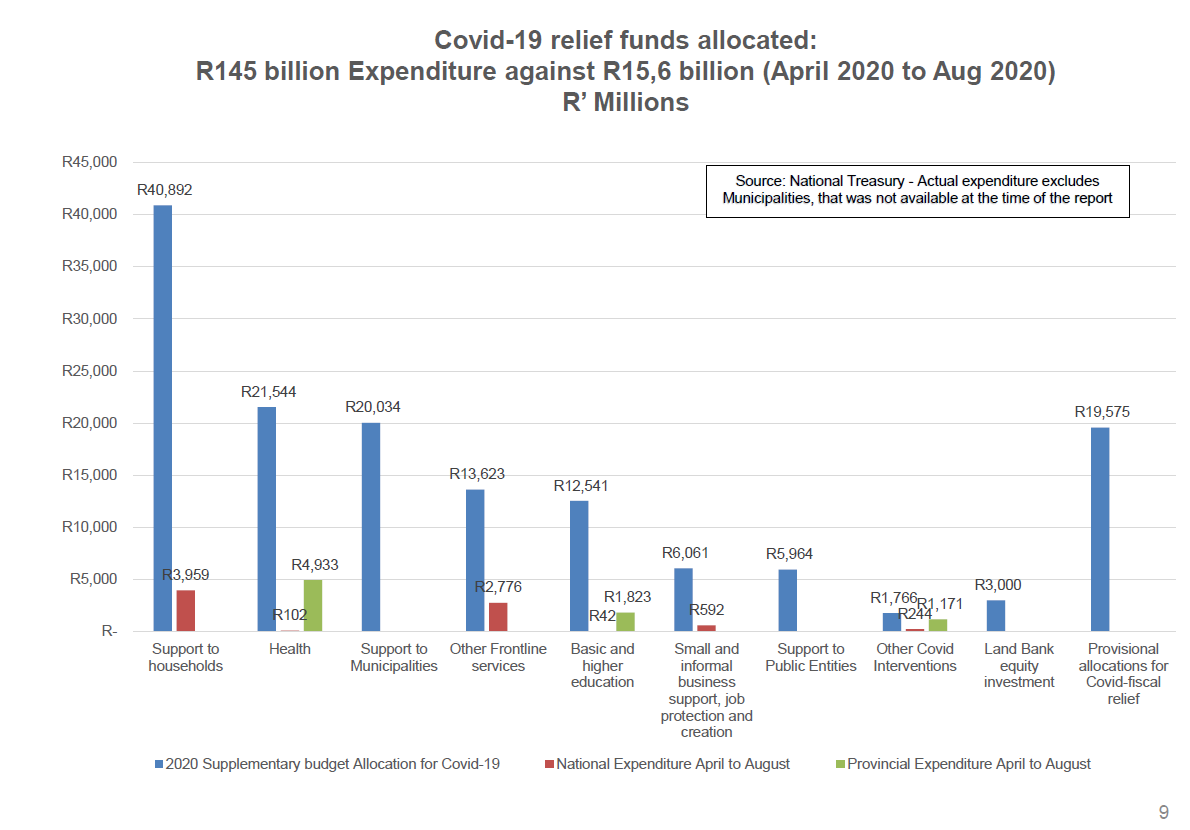 Covid-19 relief funds allocated:
R145 billion Expenditure against R15,6 billion (April 2020 to Aug 2020)
R’ Millions
Source: National Treasury - Actual expenditure excludes
Municipalities, that was not available at the time of the report
R45,000
R40,000
R35,000
R30,000
R25,000
R20,000
R15,000
R10,000
R5,000
R-
R40,892
R3,959
R21,544
R102
R4,933
R20,034
R13,623
R2,776
R12,541
R42
R1,823
R6,061
R592
R5,964
R1,766
R244
R1,171
R3,000
R19,575
Support to
households
Health
Support to
Municipalities
Other Frontline
services
Basic and
higher
education
Small and
informal
business
support, job
protection and
creation
Support to
Public Entities
Other Covid
Interventions
Land Bank
equity
investment
Provisional
allocations for
Covid-fiscal
relief
2020 Supplementary budget Allocation for Covid-19
National Expenditure April to August
Provincial Expenditure April to August
9